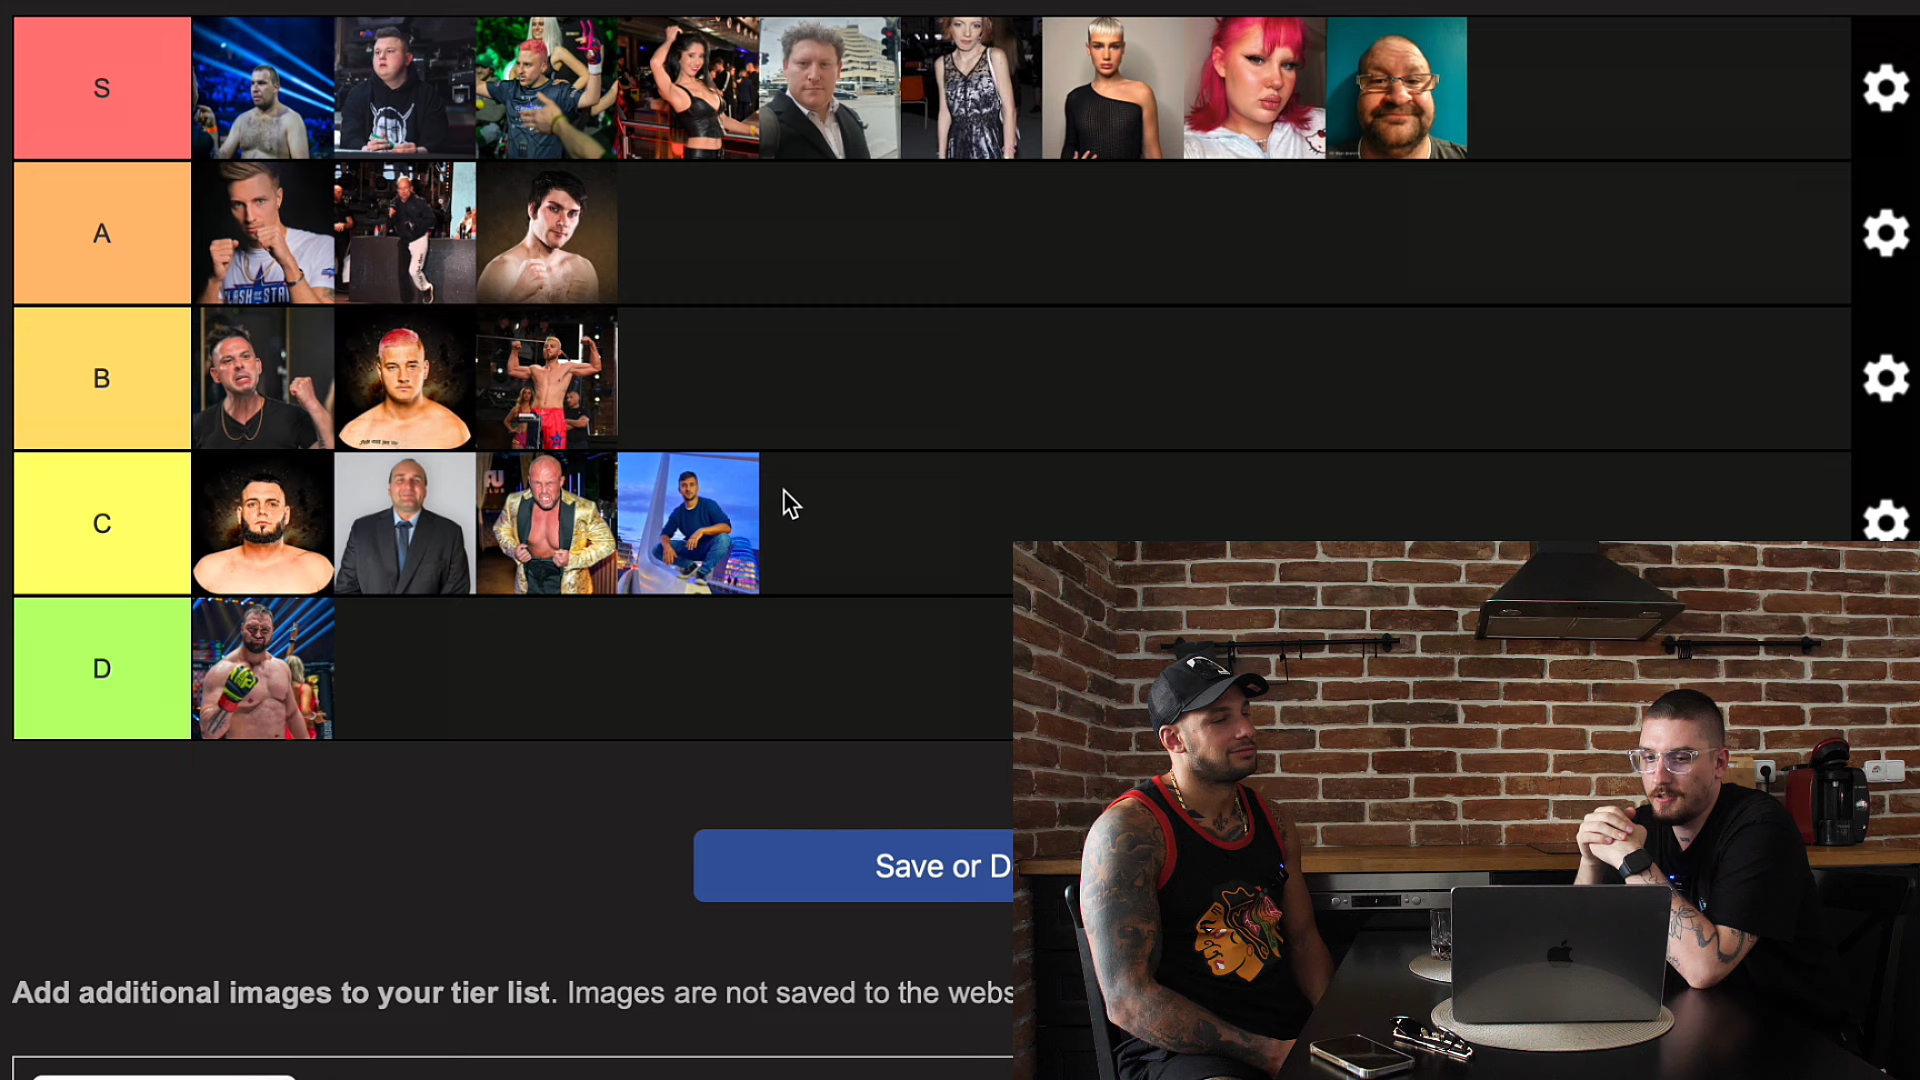 S
A
B
C
D
Save or D
Add additional images to your tier list. Images are not saved to the webs